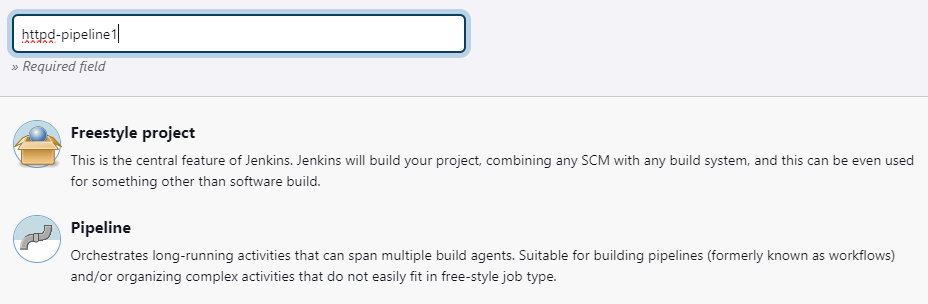 httpd-pipeline1
» Required field
Freestyle project
This is the central feature of Jenkins. Jenkins will build your project, combining any SCM with any build system, and this can be even used
for something other than software build.
Pipeline
Orchestrates long-running activities that can span multiple build agents. Suitable for building pipelines (formerly known as workflows)
and/or organizing complex activities that do not easily fit in free-style job type.